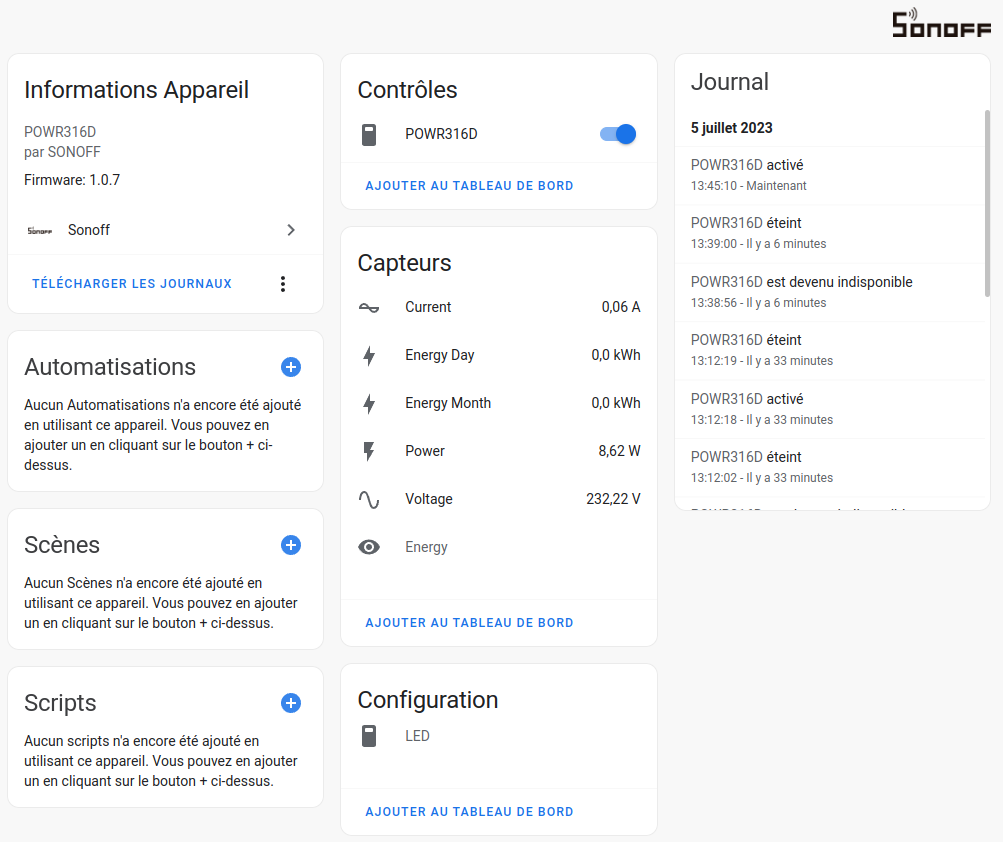 SONOFF
Informations Appareil
POWR316D
par SONOFF
Firmware: 1.0.7
SONOFF
Sonoff
TÉLÉCHARGER LES JOURNAUX
Automatisations
Aucun Automatisations n'a encore été ajouté
en utilisant ce appareil. Vous pouvez en
ajouter un en cliquant sur le bouton + ci-
dessus.
Scènes
Aucun Scènes n'a encore été ajouté en
utilisant ce appareil. Vous pouvez en ajouter
un en cliquant sur le bouton + ci-dessus.
Scripts
Aucun scripts n'a encore été ajouté en
utilisant ce appareil. Vous pouvez en ajouter
un en cliquant sur le bouton + ci-dessus.
Contrôles
POWR316D
AJOUTER AU TABLEAU DE BORD
Capteurs
Current 0,06 A
Energy Day 0,0 kWh
Energy Month 0,0 kWh
Power 8,62 W
Voltage 232,22 V
Energy
AJOUTER AU TABLEAU DE BORD
Configuration
LED
AJOUTER AU TABLEAU DE BORD
Journal
5 juillet 2023
POWR316D activé
13:45:10 - Maintenant
POWR316D éteint
13:39:00 - Il y a 6 minutes
POWR316D est devenu indisponible
13:38:56 - Il y a 6 minutes
POWR316D éteint
13:12:19 - Il y a 33 minutes
POWR316D activé
13:12:18 - Il y a 33 minutes
POWR316D éteint
13:12:02 - Il y a 33 minutes